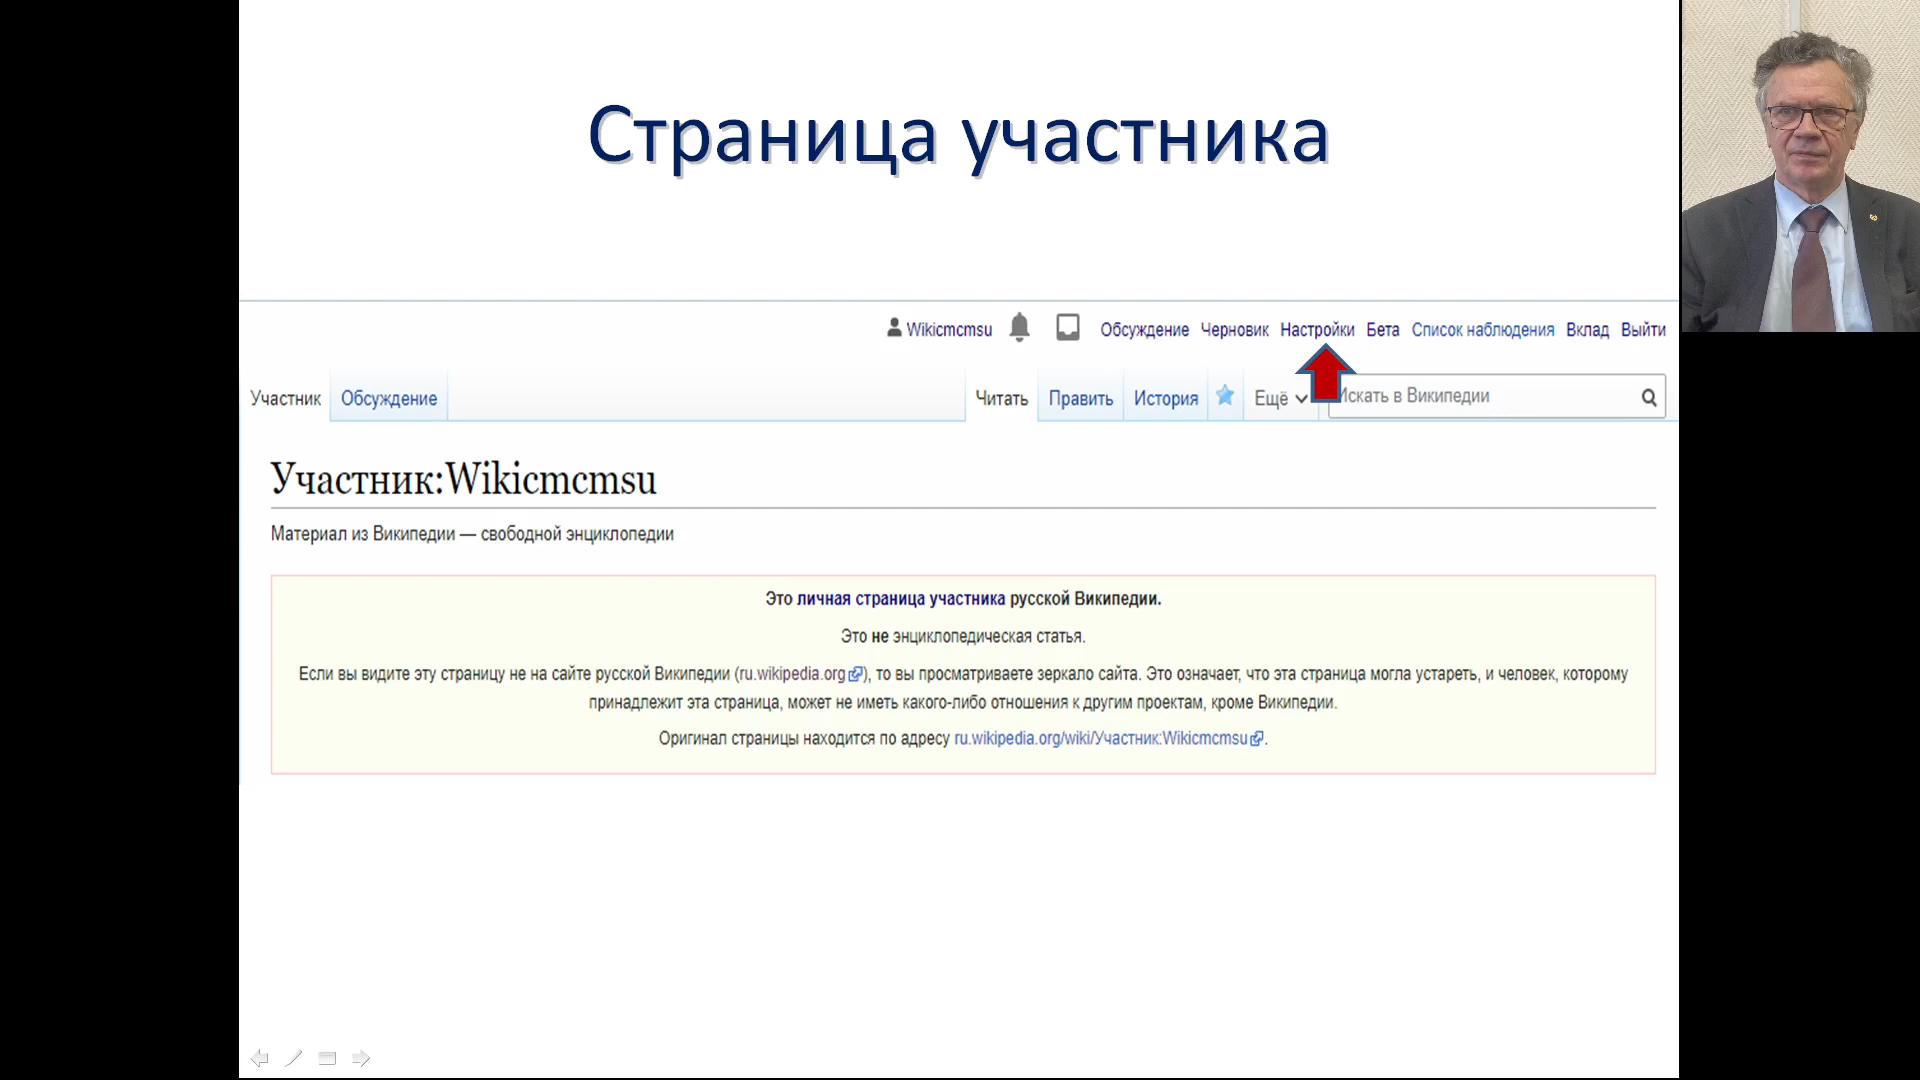 Страница участника
Wikicmcmsu Обсуждение Черновик Настройки Бета Список наблюдения Вклад Выйти
Участник Обсуждение Читать Править История Ещё Искать в Википедии
Участник:Wikicmcmsu
Материал из Википедии — свободной энциклопедии
Это личная страница участника русской Википедии.
Это не энциклопедическая статья.
Если вы видите эту страницу не на сайте русской Википедии (ru.wikipedia.org), то вы просматриваете зеркало сайта. Это означает, что эта страница могла устареть, и человек, которому
принадлежит эта страница, может не иметь какого-либо отношения к другим проектам, кроме Википедии.
Оригинал страницы находится по адресу ru.wikipedia.org/wiki/Участник:Wikicmcmsu.